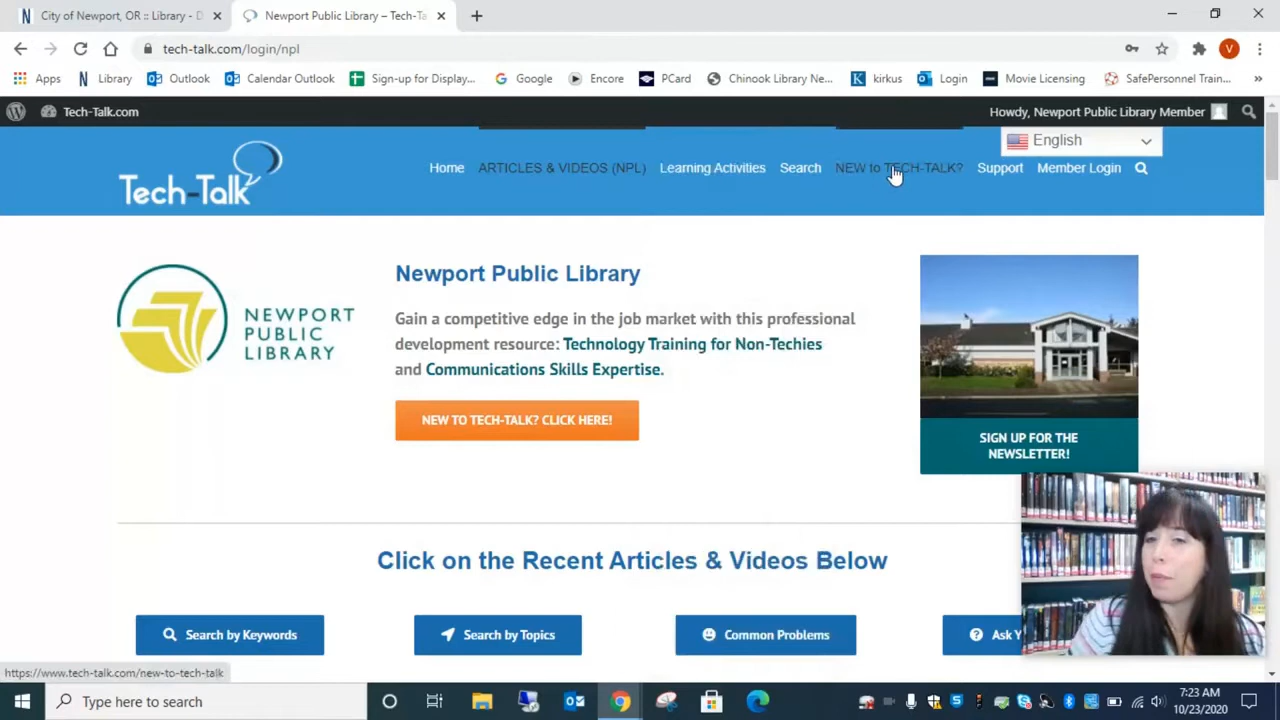 City of Newport, OR :: Library - D
Newport Public Library – Tech-Ta
tech-talk.com/login/npl
Apps
Library
Outlook
Calendar Outlook
Sign-up for Display...
Google
Encore
PCard
Chinook Library Ne...
kirkus
Login
Movie Licensing
SafePersonnel Train...
Tech-Talk.com
Howdy, Newport Public Library Member
English
Tech-Talk
Home
ARTICLES & VIDEOS (NPL)
Learning Activities
Search
NEW to TECH-TALK?
Support
Member Login
NEWPORT
PUBLIC
LIBRARY
Newport Public Library
Gain a competitive edge in the job market with this professional
development resource: Technology Training for Non-Techies
and Communications Skills Expertise.
NEW TO TECH-TALK? CLICK HERE!
SIGN UP FOR THE
NEWSLETTER!
Click on the Recent Articles & Videos Below
Search by Keywords
Search by Topics
Common Problems
Ask Y
https://www.tech-talk.com/new-to-tech-talk
Type here to search
7:23 AM
10/23/2020